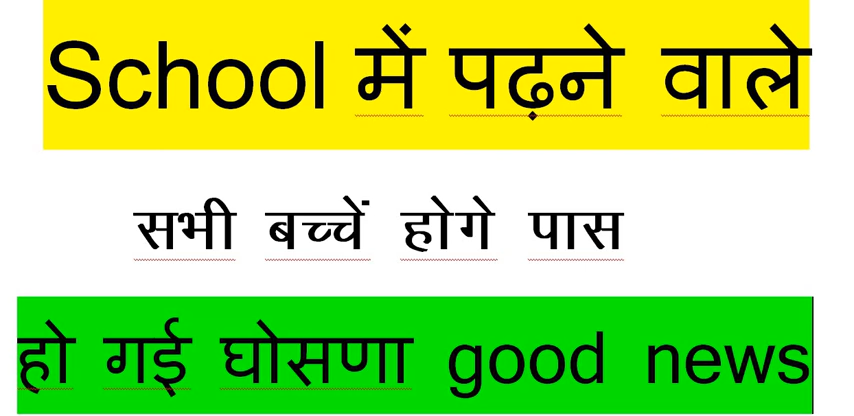 School में पढ़ने वाले
सभी बच्चें होगे पास
हो गई घोसणा good news